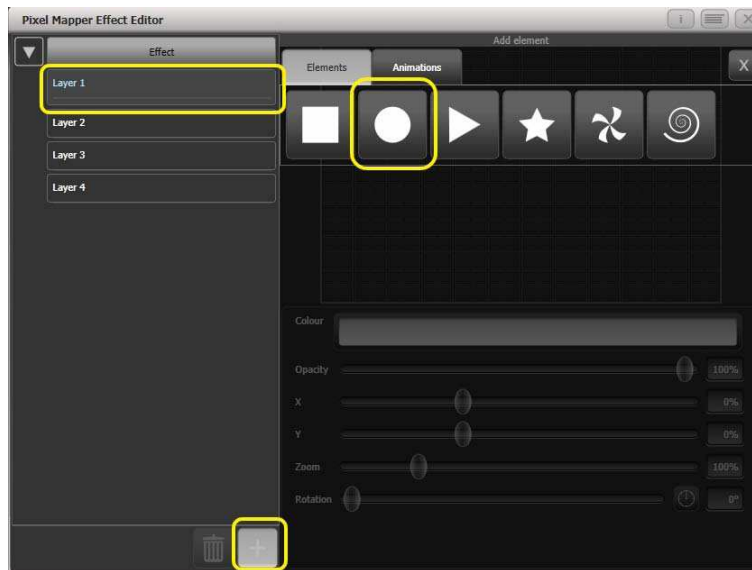 Pixel Mapper Effect Editor
i
X
Add element
Effect
Elements
Animations
X
Layer 1
Layer 2
Layer 3
Layer 4
Colour
Opacity
100%
X
0%
Y
0%
Zoom
100%
Rotation
0°
+